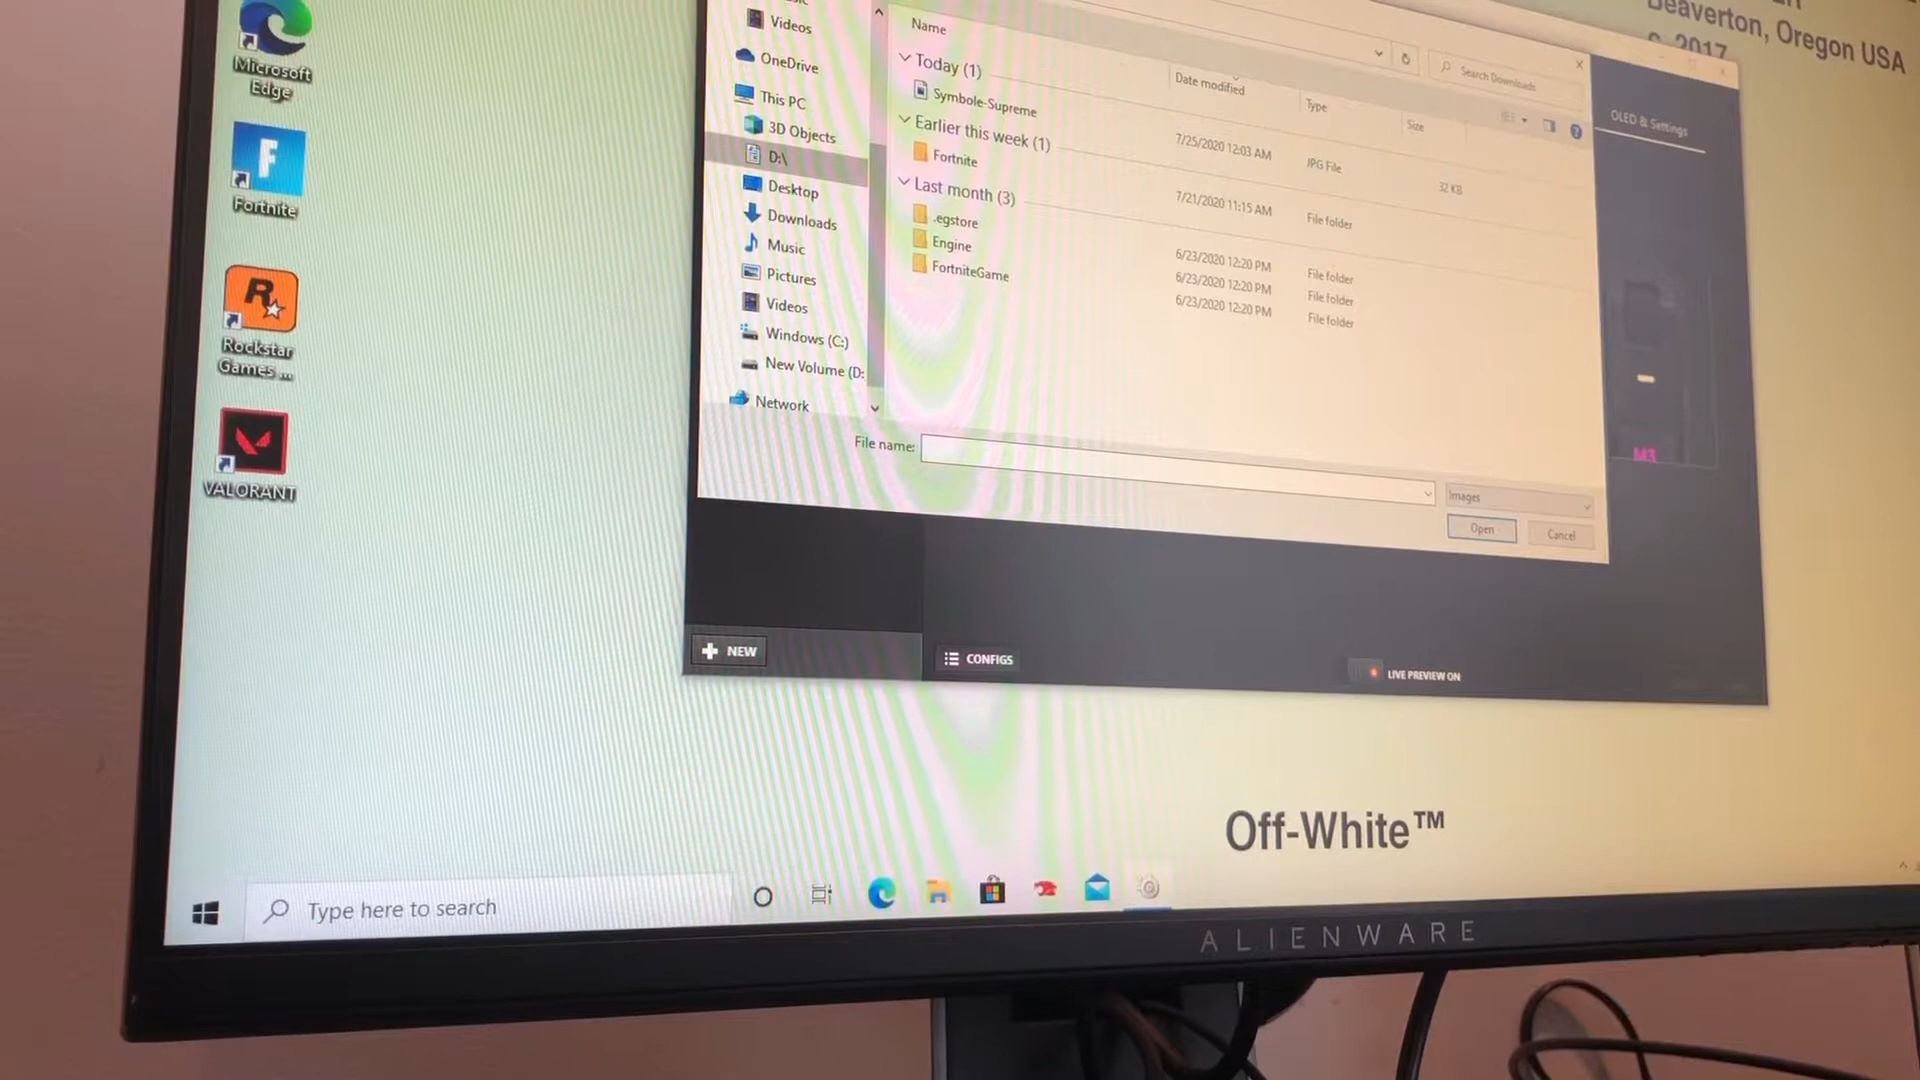 Beaverton, Oregon USA
2017
Microsoft
Edge
Fortnite
Rockstar
Games ...
VALORANT
Videos
OneDrive
This PC
3D Objects
D:\
Desktop
Downloads
Music
Pictures
Videos
Windows (C:)
New Volume (D:
Network
Search Downloads
Name
Date modified
Type
Size
Today (1)
Symbole-Supreme
7/25/2020 12:03 AM
JPG File
32 KB
Earlier this week (1)
Fortnite
7/21/2020 11:15 AM
File folder
Last month (3)
.egstore
6/23/2020 12:20 PM
File folder
Engine
6/23/2020 12:20 PM
File folder
FortniteGame
6/23/2020 12:20 PM
File folder
File name:
Images
Open
Cancel
OLED & Settings
M3
NEW
CONFIGS
LIVE PREVIEW ON
Off-White™
Type here to search
ALIENWARE